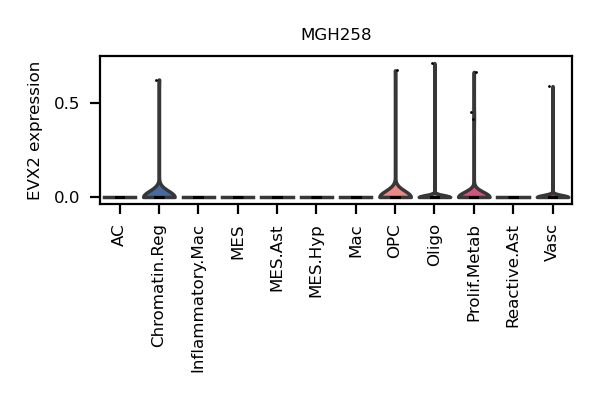 MGH258
EVX2 expression
0.5
0.0
AC
Chromatin.Reg
Inflammatory.Mac
MES
MES.Ast
MES.Hyp
Mac
OPC
Oligo
Prolif.Metab
Reactive.Ast
Vasc